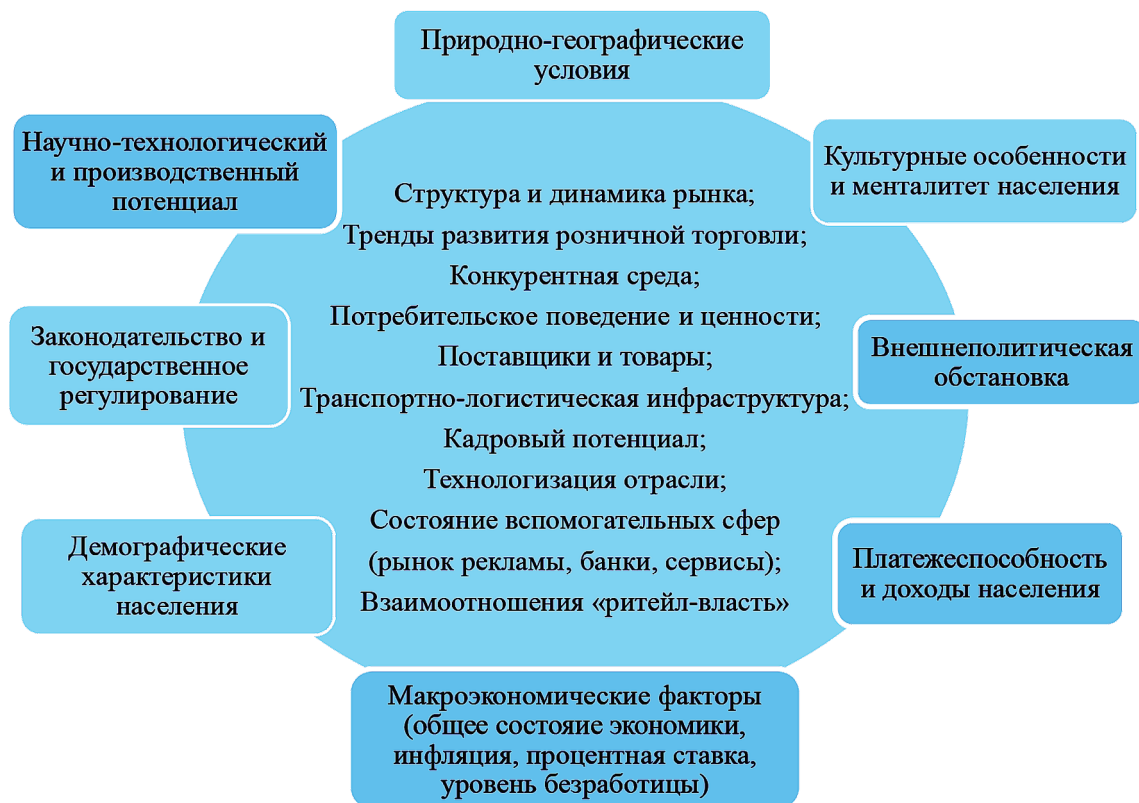 Природно-географические
условия
Научно-технологический
и производственный
потенциал
Культурные особенности
и менталитет населения
Структура и динамика рынка;
Тренды развития розничной торговли;
Конкурентная среда;
Потребительское поведение и ценности;
Поставщики и товары;
Транспортно-логистическая инфраструктура;
Кадровый потенциал;
Технологизация отрасли;
Состояние вспомогательных сфер
(рынок рекламы, банки, сервисы);
Взаимоотношения «ритейл-власть»
Законодательство и
государственное
регулирование
Внешнеполитическая
обстановка
Демографические
характеристики
населения
Платежеспособность
и доходы населения
Макроэкономические факторы
(общее состояие экономики,
инфляция, процентная ставка,
уровень безработицы)